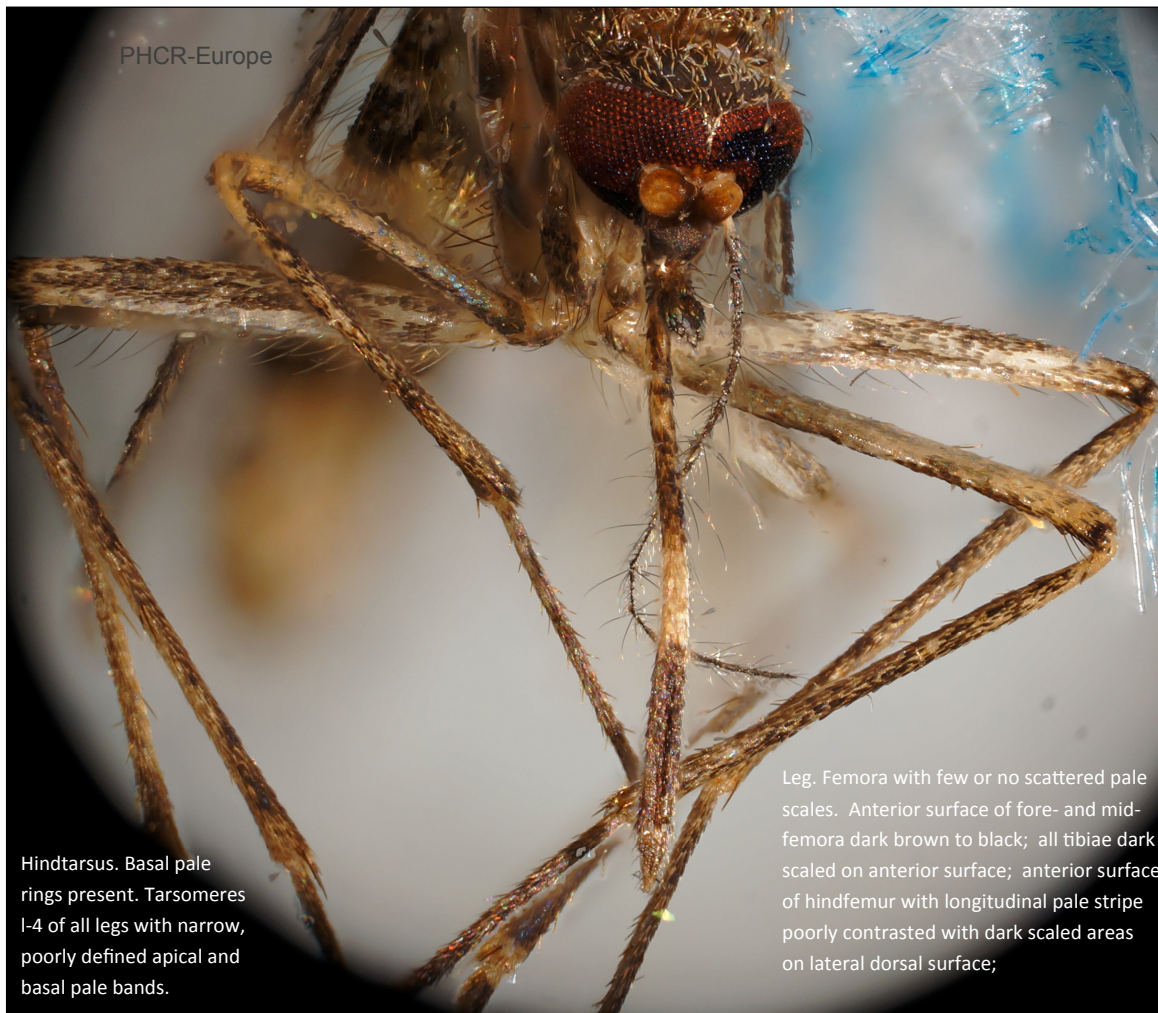 PHCR-Europe
Hindtarsus. Basal pale
rings present. Tarsomeres
l-4 of all legs with narrow,
poorly defined apical and
basal pale bands.
Leg. Femora with few or no scattered pale
scales. Anterior surface of fore- and mid-
femora dark brown to black; all tibiae dark
scaled on anterior surface; anterior surface
of hindfemur with longitudinal pale stripe
poorly contrasted with dark scaled areas
on lateral dorsal surface;